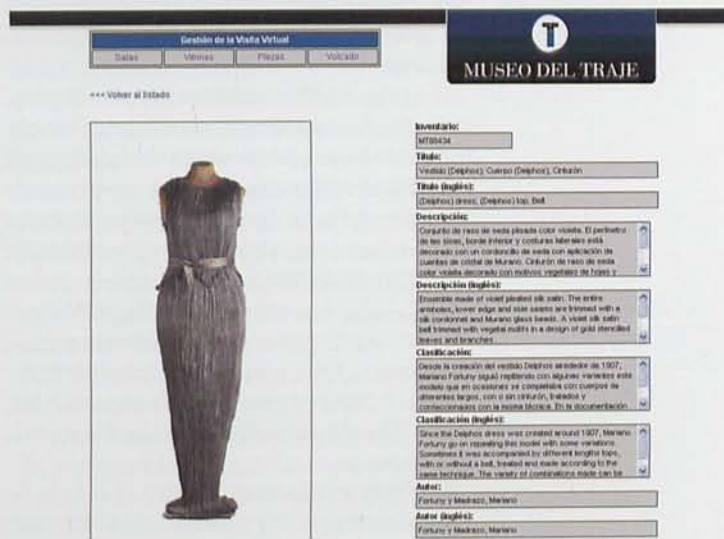 Gestión de la Visita Virtual
Salas Vitrinas Piezas Volcado
<<< Volver al listado
T
MUSEO DEL TRAJE
Inventario:
MT88434
Título:
Vestido (Delphos); Cuerpo (Delphos); Cinturón
Título (inglés):
(Delphos) dress; (Delphos) top; Belt
Descripción:
Conjunto de raso de seda plisada color violeta. El perímetro
de las sisas, borde inferior y costuras laterales está
decorado con un cordoncillo de seda con aplicación de
cuentas de cristal de Murano. Cinturón de raso de seda
color violeta decorado con motivos vegetales de hojas y
Descripción (inglés):
Ensemble made of violet pleated silk satin. The entire
armholes, lower edge and side seams are trimmed with a
silk cordonnet and Murano glass beads. A violet silk satin
belt trimmed with vegetal motifs in a design of gold stencilled
leaves and branches
Clasificación:
Desde la creación del vestido Delphos alrededor de 1907,
Mariano Fortuny siguió repitiendo con algunas variantes este
modelo que en ocasiones se completaba con cuerpos de
diferentes largos, con o sin cinturón, tratados y
confeccionados con la misma técnica. En la documentación
Clasificación (inglés):
Since the Delphos dress was created around 1907, Mariano
Fortuny go on repeating this model with some variations.
Sometimes it was accompanied by different lengths tops,
with or without a belt, treated and made according to the
same technique. The variety of combinations made can be
Autor:
Fortuny y Madrazo, Mariano
Autor (inglés):
Fortuny y Madrazo, Mariano